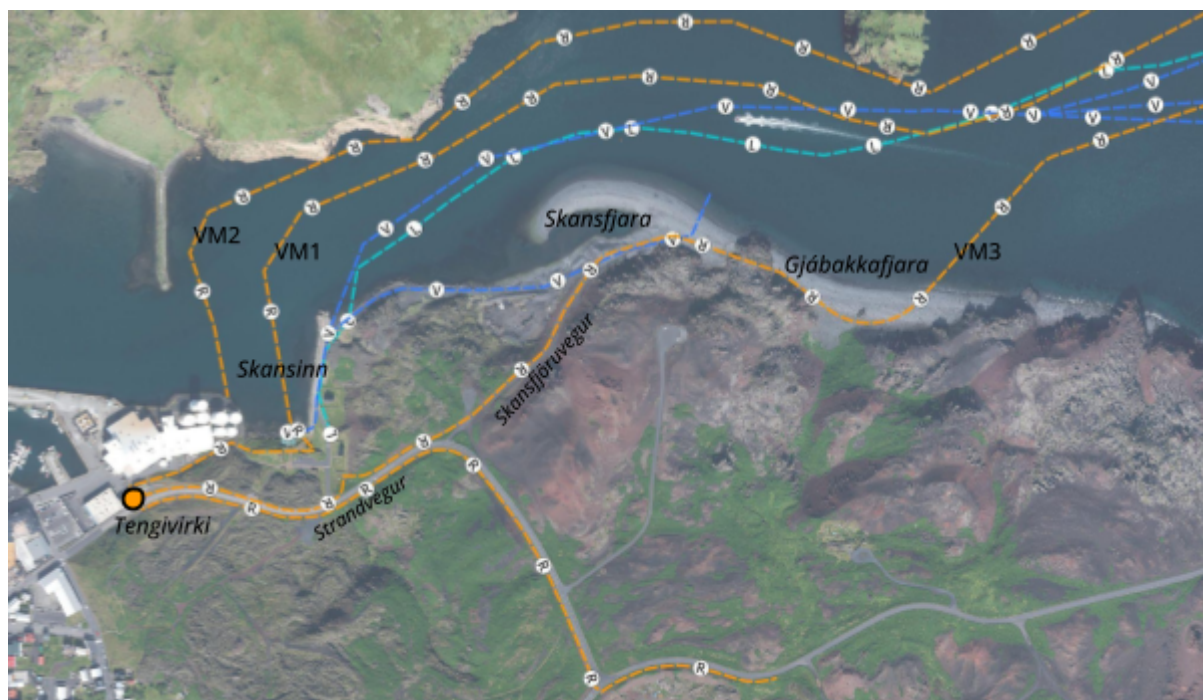 VM2
VM1
Skansfjara
Gjábakkafjara
VM3
Skansinn
Skansfjöruvegur
Strandvegur
Tengivirki